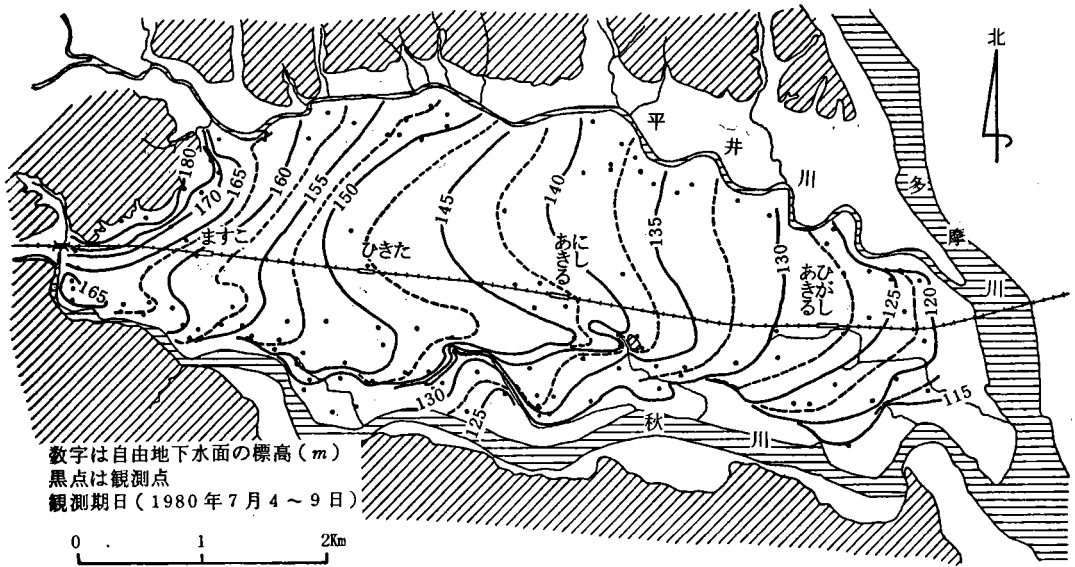 北
平井川
多摩川
180
170
165
160
155
150
145
140
135
130
125
120
115
165
ますこ
ひきた
にし
あきる
ひがし
あきる
130
125
秋川
数字は自由地下水面の標高(m)
黒点は観測点
観測期日(1980年7月4~9日)
0 1 2Km